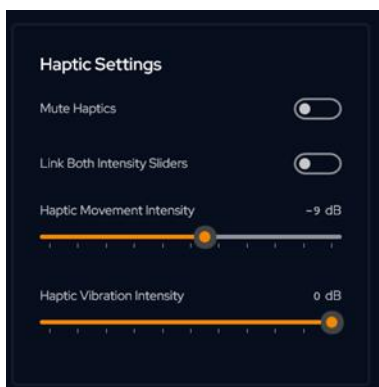 Haptic Settings
Mute Haptics
Link Both Intensity Sliders
Haptic Movement Intensity -9 dB
Haptic Vibration Intensity 0 dB